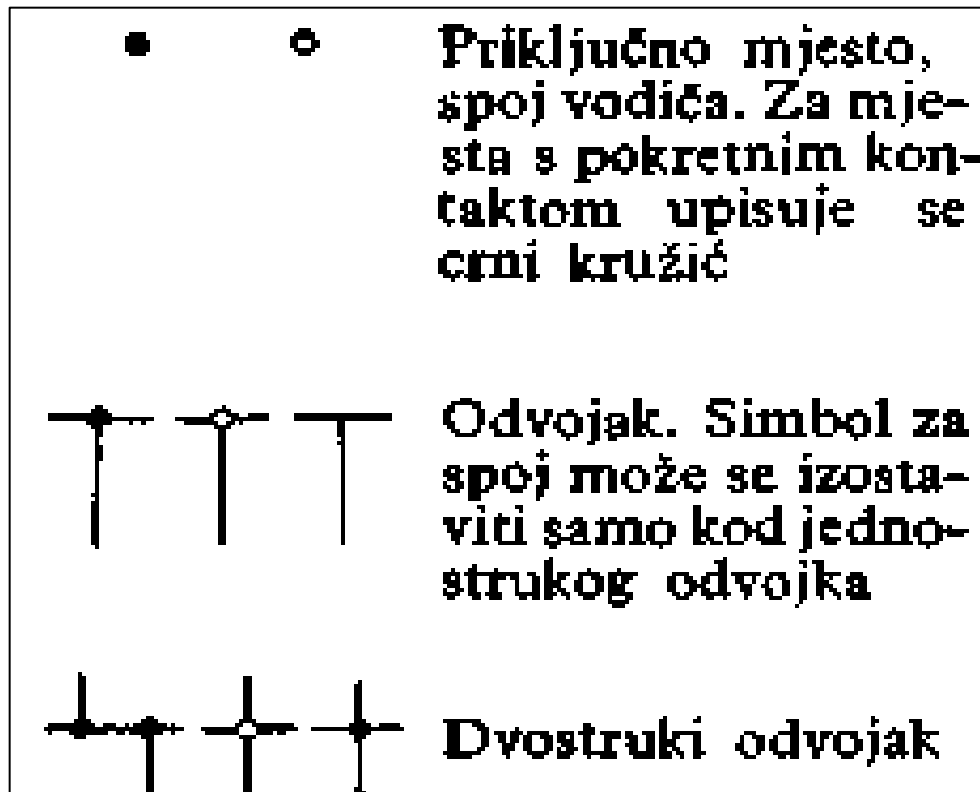 Priključno mjesto,
spoj vodiča. Za mje-
sta s pokretnim kon-
taktom upisuje se
crni kružić
Odvojak. Simbol za
spoj može se izosta-
viti samo kod jedno-
strukog odvojka
Dvostruki odvojak